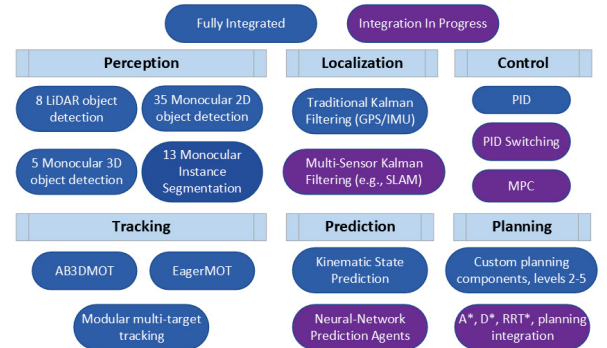 Fully Integrated
Integration In Progress
Perception
8 LiDAR object
detection
35 Monocular 2D
object detection
5 Monocular 3D
object detection
13 Monocular
Instance
Segmentation
Localization
Traditional Kalman
Filtering (GPS/IMU)
Multi-Sensor Kalman
Filtering (e.g., SLAM)
Control
PID
PID Switching
MPC
Tracking
AB3DMOT
EagerMOT
Modular multi-target
tracking
Prediction
Kinematic State
Prediction
Neural-Network
Prediction Agents
Planning
Custom planning
components, levels 2-5
A*, D*, RRT*, planning
integration